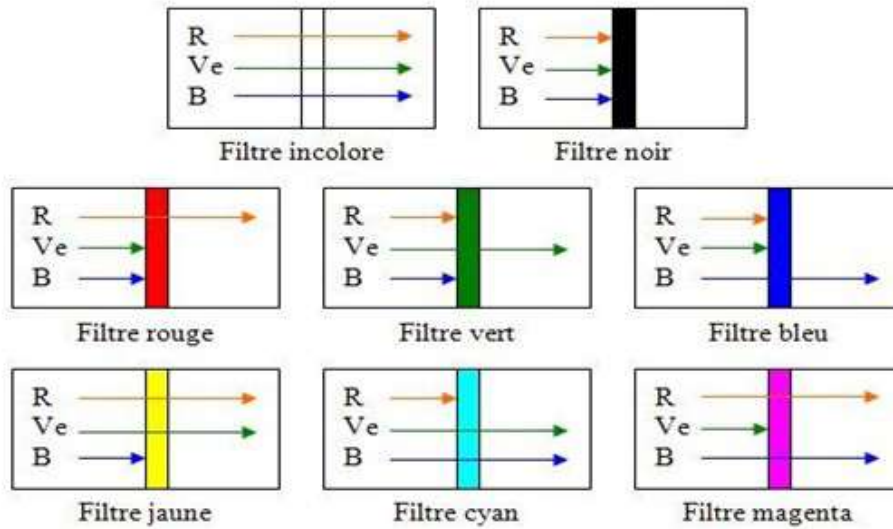 R
Ve
B
Filtre incolore
R
Ve
B
Filtre noir
R
Ve
B
Filtre rouge
R
Ve
B
Filtre vert
R
Ve
B
Filtre bleu
R
Ve
B
Filtre jaune
R
Ve
B
Filtre cyan
R
Ve
B
Filtre magenta